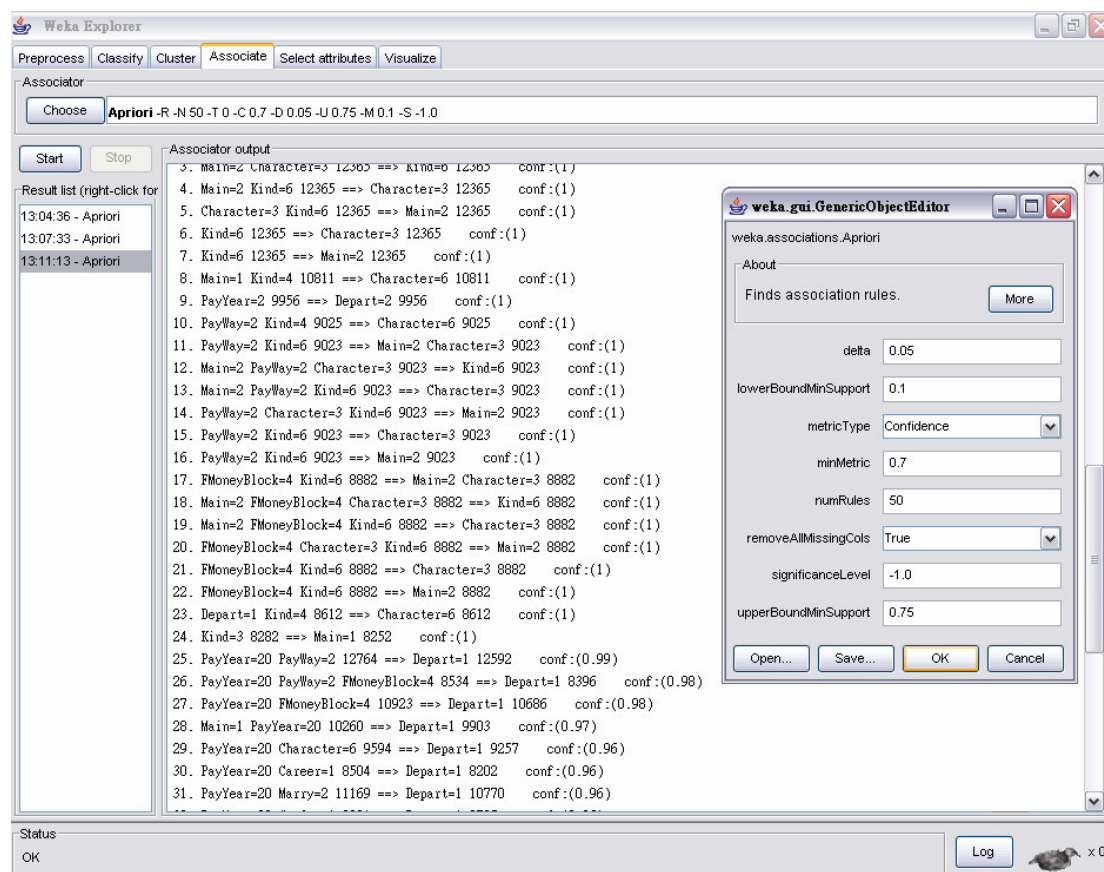 Weka Explorer
Preprocess Classify Cluster Associate Select attributes Visualize
Associator
Choose Apriori -R -N 50 -T 0 -C 0.7 -D 0.05 -U 0.75 -M 0.1 -S -1.0
Start Stop
Result list (right-click for
13:04:36 - Apriori
13:07:33 - Apriori
13:11:13 - Apriori
Associator output
3. Main=2 Character=3 12365 ==> Kind=6 12365 conf:(1)
4. Main=2 Kind=6 12365 ==> Character=3 12365 conf:(1)
5. Character=3 Kind=6 12365 ==> Main=2 12365 conf:(1)
6. Kind=6 12365 ==> Character=3 12365 conf:(1)
7. Kind=6 12365 ==> Main=2 12365 conf:(1)
8. Main=1 Kind=4 10811 ==> Character=6 10811 conf:(1)
9. PayYear=2 9956 ==> Depart=2 9956 conf:(1)
10. PayWay=2 Kind=4 9025 ==> Character=6 9025 conf:(1)
11. PayWay=2 Kind=6 9023 ==> Main=2 Character=3 9023 conf:(1)
12. Main=2 PayWay=2 Character=3 9023 ==> Kind=6 9023 conf:(1)
13. Main=2 PayWay=2 Kind=6 9023 ==> Character=3 9023 conf:(1)
14. PayWay=2 Character=3 Kind=6 9023 ==> Main=2 9023 conf:(1)
15. PayWay=2 Kind=6 9023 ==> Character=3 9023 conf:(1)
16. PayWay=2 Kind=6 9023 ==> Main=2 9023 conf:(1)
17. FMoneyBlock=4 Kind=6 8882 ==> Main=2 Character=3 8882 conf:(1)
18. Main=2 FMoneyBlock=4 Character=3 8882 ==> Kind=6 8882 conf:(1)
19. Main=2 FMoneyBlock=4 Kind=6 8882 ==> Character=3 8882 conf:(1)
20. FMoneyBlock=4 Character=3 Kind=6 8882 ==> Main=2 8882 conf:(1)
21. FMoneyBlock=4 Kind=6 8882 ==> Character=3 8882 conf:(1)
22. FMoneyBlock=4 Kind=6 8882 ==> Main=2 8882 conf:(1)
23. Depart=1 Kind=4 8612 ==> Character=6 8612 conf:(1)
24. Kind=3 8282 ==> Main=1 8252 conf:(1)
25. PayYear=20 PayWay=2 12764 ==> Depart=1 12592 conf:(0.99)
26. PayYear=20 PayWay=2 FMoneyBlock=4 8534 ==> Depart=1 8396 conf:(0.98)
27. PayYear=20 FMoneyBlock=4 10923 ==> Depart=1 10686 conf:(0.98)
28. Main=1 PayYear=20 10260 ==> Depart=1 9903 conf:(0.97)
29. PayYear=20 Character=6 9594 ==> Depart=1 9257 conf:(0.96)
30. PayYear=20 Career=1 8504 ==> Depart=1 8202 conf:(0.96)
31. PayYear=20 Marry=2 11169 ==> Depart=1 10770 conf:(0.96)
weka.gui.GenericObjectEditor
weka.associations.Apriori
About
Finds association rules. More
delta 0.05
lowerBoundMinSupport 0.1
metricType Confidence
minMetric 0.7
numRules 50
removeAllMissingCols True
significanceLevel -1.0
upperBoundMinSupport 0.75
Open... Save... OK Cancel
Status
OK
Log x 0